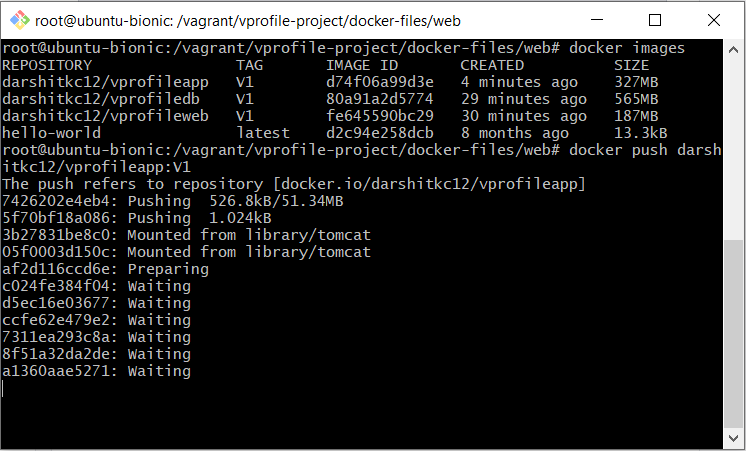 root@ubuntu-bionic: /vagrant/vprofile-project/docker-files/web
root@ubuntu-bionic:/vagrant/vprofile-project/docker-files/web# docker images
REPOSITORY TAG IMAGE ID CREATED SIZE
darshitkc12/vprofileapp V1 d74f06a99d3e 4 minutes ago 327MB
darshitkc12/vprofiledb V1 80a91a2d5774 29 minutes ago 565MB
darshitkc12/vprofileweb V1 fe645590bc29 30 minutes ago 187MB
hello-world latest d2c94e258dcb 8 months ago 13.3kB
root@ubuntu-bionic:/vagrant/vprofile-project/docker-files/web# docker push darsh
itkc12/vprofileapp:V1
The push refers to repository [docker.io/darshitkc12/vprofileapp]
7426202e4eb4: Pushing 526.8kB/51.34MB
5f70bf18a086: Pushing 1.024kB
3b27831be8c0: Mounted from library/tomcat
05f0003d150c: Mounted from library/tomcat
af2d116ccd6e: Preparing
c024fe384f04: Waiting
d5ec16e03677: Waiting
ccfe62e479e2: Waiting
7311ea293c8a: Waiting
8f51a32da2de: Waiting
a1360aae5271: Waiting